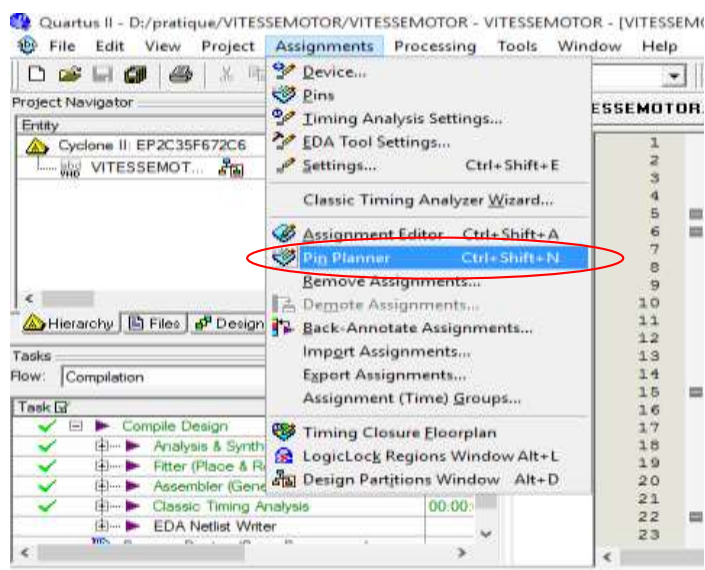 Quartus II - D:/pratique/VITESSEMOTOR/VITESSEMOTOR - VITESSEMOTOR - [VITESSEMO
File Edit View Project Assignments Processing Tools Window Help
Project Navigator
Entity
Cyclone II: EP2C35F672C6
VITESSEMOT...
Hierarchy Files Design
Tasks
Flow: Compilation
Task
Compile Design
Analysis & Synth
Fitter (Place & R
Assembler (Gene
Classic Timing Analysis 00:00:
EDA Netlist Writer
Device...
Pins
Timing Analysis Settings...
EDA Tool Settings...
Settings... Ctrl+Shift+E
Classic Timing Analyzer Wizard...
Assignment Editor Ctrl+Shift+A
Pin Planner Ctrl+Shift+N
Remove Assignments...
Demote Assignments...
Back-Annotate Assignments...
Import Assignments...
Export Assignments...
Assignment (Time) Groups...
Timing Closure Floorplan
LogicLock Regions Window Alt+L
Design Partitions Window Alt+D
ESSEMOTOR.
1
2
3
4
5
6
7
8
9
10
11
12
13
14
15
16
17
18
19
20
21
22
23